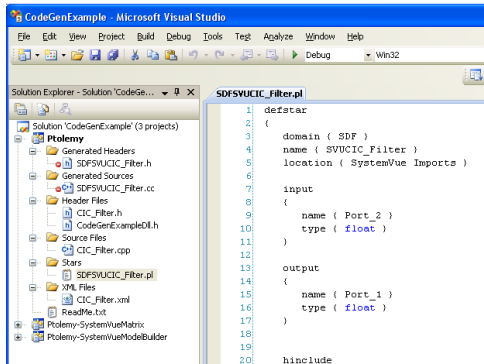 CodeGenExample - Microsoft Visual Studio
File Edit View Project Build Debug Tools Test Analyze Window Help
Debug Win32
Solution Explorer - Solution 'CodeGe...
Solution 'CodeGenExample' (3 projects)
Ptolemy
Generated Headers
SDFSVUCIC_Filter.h
Generated Sources
SDFSVUCIC_Filter.cc
Header Files
CIC_Filter.h
CodeGenExampleDll.h
Source Files
CIC_Filter.cpp
Stars
SDFSVUCIC_Filter.pl
XML Files
CIC_Filter.xml
ReadMe.txt
Ptolemy-SystemVueMatrix
Ptolemy-SystemVueModelBuilder
SDFSVUCIC_Filter.pl
1 defstar
2 {
3 domain { SDF }
4 name { SVUCIC_Filter }
5 location { SystemVue Imports }
6
7 input
8 {
9 name { Port_2 }
10 type { float }
11 }
12
13 output
14 {
15 name { Port_1 }
16 type { float }
17 }
18
19
20 hinclude